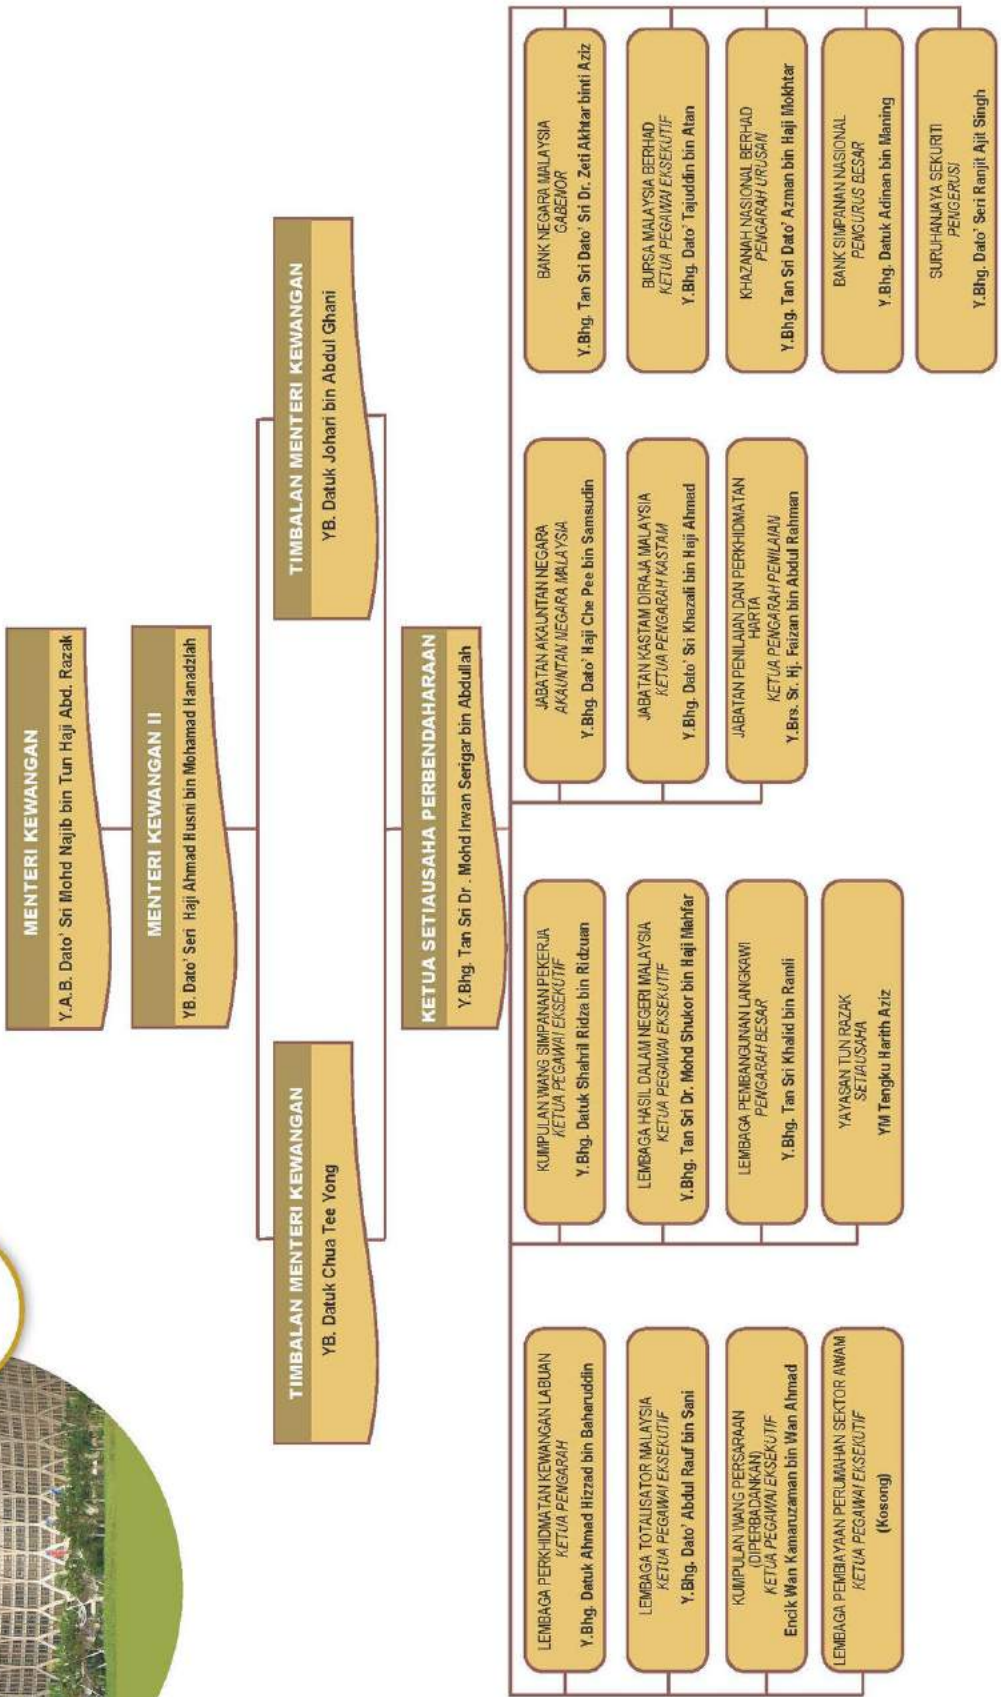 MENTERI KEWANGAN
Y.A.B. Dato' Sri Mohd Najib bin Tun Haji Abd. Razak
MENTERI KEWANGAN II
YB. Dato' Seri Haji Ahmad Husni bin Mohamad Hanadzlah
TIMBALAN MENTERI KEWANGAN
YB. Datuk Chua Tee Yong
TIMBALAN MENTERI KEWANGAN
YB. Datuk Johari bin Abdul Ghani
KETUA SETIAUSAHA PERBENDAHARAAN
Y.Bhg. Tan Sri Dr . Mohd Irwan Serigar bin Abdullah
LEMBAGA PERKHIDMATAN KEWANGAN LABUAN
KETUA PENGARAH
Y.Bhg. Datuk Ahmad Hizzad bin Baharuddin
LEMBAGA TOTALISATOR MALAYSIA
KETUA PEGAWAI EKSEKUTIF
Y.Bhg. Dato' Abdul Rauf bin Sani
KUMPULAN WANG PERSARAAN
(DIPERBADANKAN)
KETUA PEGAWAI EKSEKUTIF
Encik Wan Kamaruzaman bin Wan Ahmad
LEMBAGA PEMBIAYAAN PERUMAHAN SEKTOR AWAM
KETUA PEGAWAI EKSEKUTIF
(Kosong)
KUMPULAN WANG SIMPANAN PEKERJA
KETUA PEGAWAI EKSEKUTIF
Y.Bhg. Datuk Shahril Ridza bin Ridzuan
LEMBAGA HASIL DALAM NEGERI MALAYSIA
KETUA PEGAWAI EKSEKUTIF
Y.Bhg. Tan Sri Dr. Mohd Shukor bin Haji Mahfar
LEMBAGA PEMBANGUNAN LANGKAWI
PENGARAH BESAR
Y.Bhg. Tan Sri Khalid bin Ramli
YAYASAN TUN RAZAK
SETIAUSAHA
YM Tengku Harith Aziz
JABATAN AKAUNTAN NEGARA
AKAUNTAN NEGARA MALAYSIA
Y.Bhg. Dato' Haji Che Pee bin Samsudin
JABATAN KASTAM DIRAJA MALAYSIA
KETUA PENGARAH KASTAM
Y.Bhg. Dato' Sri Khazali bin Haji Ahmad
JABATAN PENILAIAN DAN PERKHIDMATAN
HARTA
KETUA PENGARAH PENILAIAN
Y.Brs. Sr. Hj. Faizan bin Abdul Rahman
BANK NEGARA MALAYSIA
GABENOR
Y.Bhg. Tan Sri Dato' Sri Dr. Zeti Akhtar binti Aziz
BURSA MALAYSIA BERHAD
KETUA PEGAWAI EKSEKUTIF
Y.Bhg. Dato' Tajuddin bin Atan
KHAZANAH NASIONAL BERHAD
PENGARAH URUSAN
Y.Bhg. Tan Sri Dato' Azman bin Haji Mokhtar
BANK SIMPANAN NASIONAL
PENGURUS BESAR
Y.Bhg. Datuk Adinan bin Maning
SURUHANJAYA SEKURITI
PENGERUSI
Y.Bhg. Dato' Seri Ranjit Ajit Singh